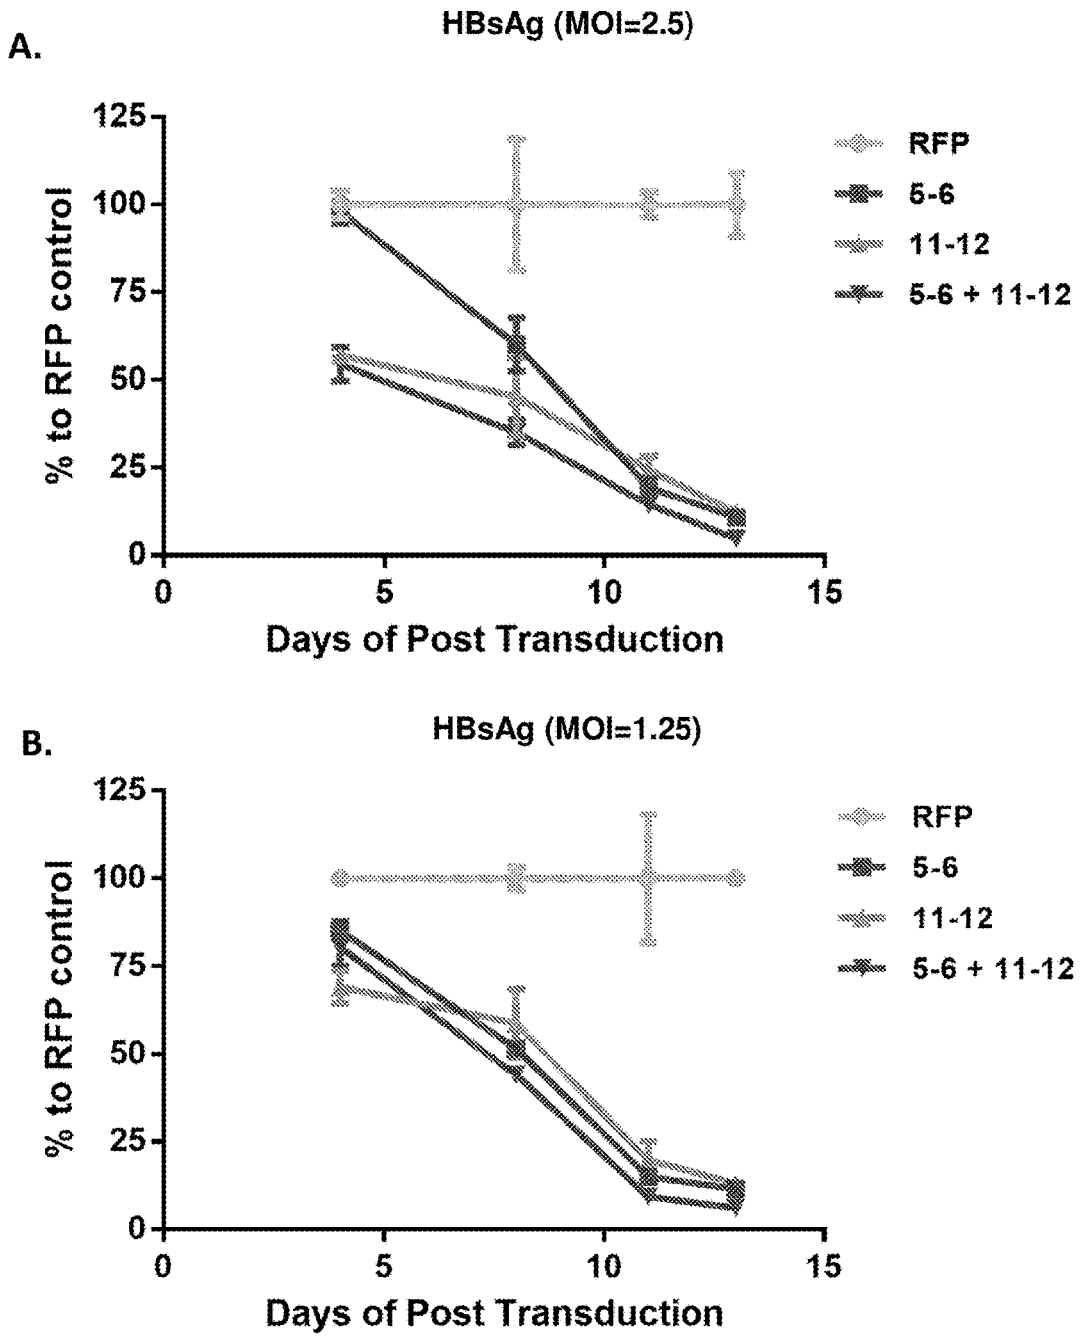 HBsAg (MOI=2.5)
A.
125
100
75
50
25
0
% to RFP control
0 5 10 15
Days of Post Transduction
RFP
5-6
11-12
5-6 + 11-12
HBsAg (MOI=1.25)
B.
125
100
75
50
25
0
% to RFP control
0 5 10 15
Days of Post Transduction
RFP
5-6
11-12
5-6 + 11-12